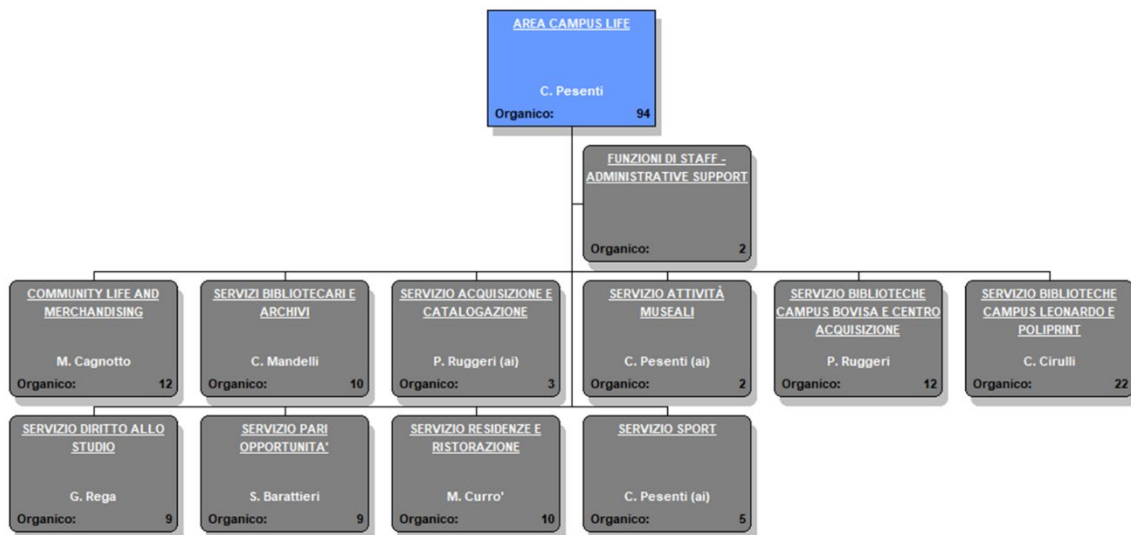 AREA CAMPUS LIFE
C. Pesenti
Organico: 94
FUNZIONI DI STAFF -
ADMINISTRATIVE SUPPORT
Organico: 2
COMMUNITY LIFE AND
MERCHANDISING
M. Cagnotto
Organico: 12
SERVIZI BIBLIOTECARI E
ARCHIVI
C. Mandelli
Organico: 10
SERVIZIO ACQUISIZIONE E
CATALOGAZIONE
P. Ruggeri (ai)
Organico: 3
SERVIZIO ATTIVITÀ
MUSEALI
C. Pesenti (ai)
Organico: 2
SERVIZIO BIBLIOTECHE
CAMPUS BOVISA E CENTRO
ACQUISIZIONE
P. Ruggeri
Organico: 12
SERVIZIO BIBLIOTECHE
CAMPUS LEONARDO E
POLIPRINT
C. Cirulli
Organico: 22
SERVIZIO DIRITTO ALLO
STUDIO
G. Rega
Organico: 9
SERVIZIO PARI
OPPORTUNITA'
S. Barattieri
Organico: 9
SERVIZIO RESIDENZE E
RISTORAZIONE
M. Curro'
Organico: 10
SERVIZIO SPORT
C. Pesenti (ai)
Organico: 5